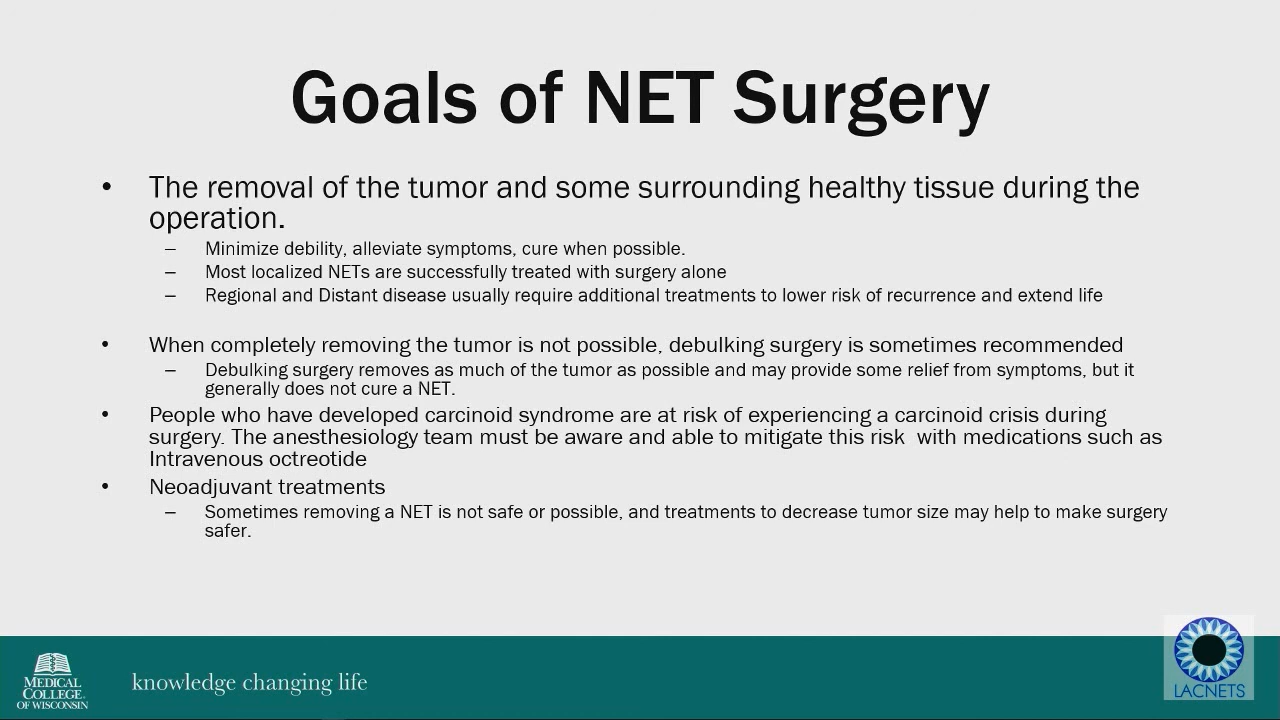 Goals of NET Surgery
• The removal of the tumor and some surrounding healthy tissue during the
operation.
– Minimize debility, alleviate symptoms, cure when possible.
– Most localized NETs are successfully treated with surgery alone
– Regional and Distant disease usually require additional treatments to lower risk of recurrence and extend life
• When completely removing the tumor is not possible, debulking surgery is sometimes recommended
– Debulking surgery removes as much of the tumor as possible and may provide some relief from symptoms, but it
generally does not cure a NET.
• People who have developed carcinoid syndrome are at risk of experiencing a carcinoid crisis during
surgery. The anesthesiology team must be aware and able to mitigate this risk  with medications such as
Intravenous octreotide
• Neoadjuvant treatments
– Sometimes removing a NET is not safe or possible, and treatments to decrease tumor size may help to make surgery
safer.
MEDICAL
COLLEGE
OF WISCONSIN
knowledge changing life
LACNETS